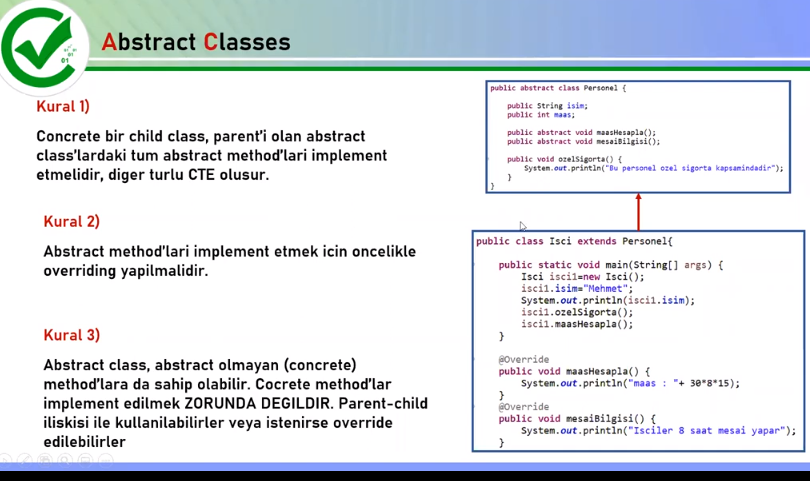 Abstract Classes
Kural 1)
Concrete bir child class, parent'i olan abstract
class'lardaki tum abstract method'lari implement
etmelidir, diger turlu CTE olusur.
Kural 2)
Abstract method'lari implement etmek icin oncelikle
overriding yapilmalidir.
Kural 3)
Abstract class, abstract olmayan (concrete)
method'lara da sahip olabilir. Cocrete method'lar
implement edilmek ZORUNDA DEGILDIR. Parent-child
iliskisi ile kullanilabilirler veya istenirse override
edilebilirler
public abstract class Personel {
public String isim;
public int maas;
public abstract void maasHesapla();
public abstract void mesaiBilgisi();
public void ozelSigorta() {
System.out.println("Bu personel ozel sigorta kapsamindadir");
}
}
public class Isci extends Personel{
public static void main(String[] args) {
Isci isci1=new Isci();
isci1.isim="Mehmet";
System.out.println(isci1.isim);
isci1.ozelSigorta();
isci1.maasHesapla();
}
@Override
public void maasHesapla() {
System.out.println("maas : "+ 30*8*15);
}
@Override
public void mesaiBilgisi() {
System.out.println("Isciler 8 saat mesai yapar");
}